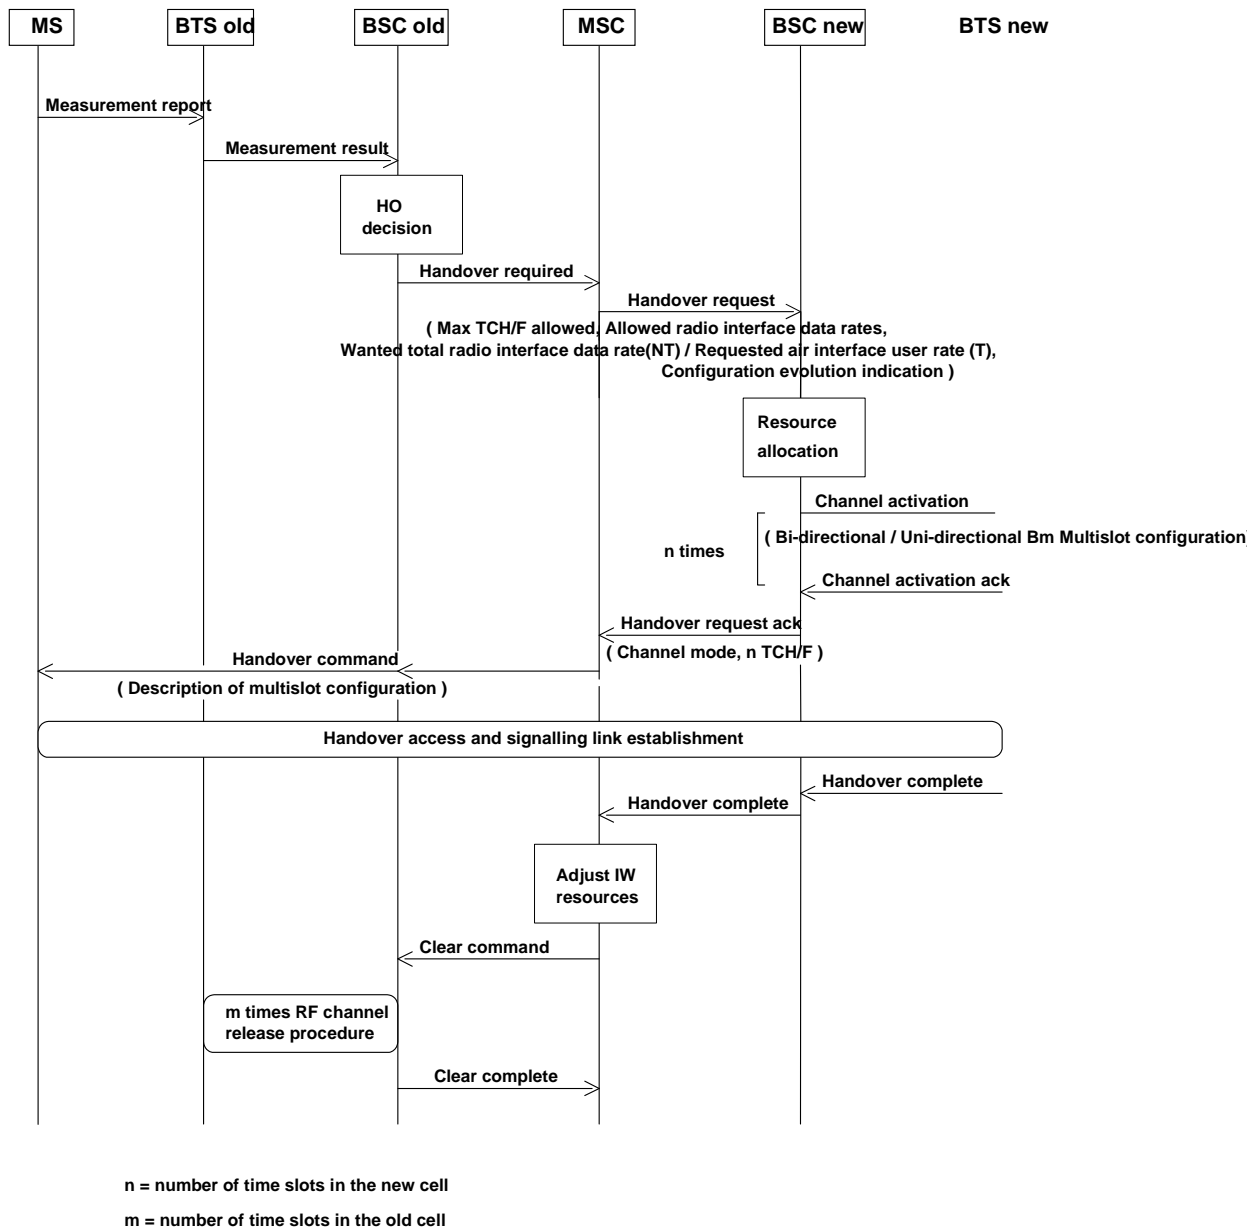 MS BTS old BSC old MSC BSC new BTS new
Measurement report
Measurement result
HO
decision
Handover required
Handover request
( Max TCH/F allowed, Allowed radio interface data rates,
Wanted total radio interface data rate(NT) / Requested air interface user rate (T),
Configuration evolution indication )
Resource
allocation
Channel activation
( Bi-directional / Uni-directional Bm Multislot configuration)
n times
Channel activation ack
Handover request ack
( Channel mode, n TCH/F )
Handover command
( Description of multislot configuration )
Handover access and signalling link establishment
Handover complete
Handover complete
Adjust IW
resources
Clear command
m times RF channel
release procedure
Clear complete
n = number of time slots in the new cell
m = number of time slots in the old cell